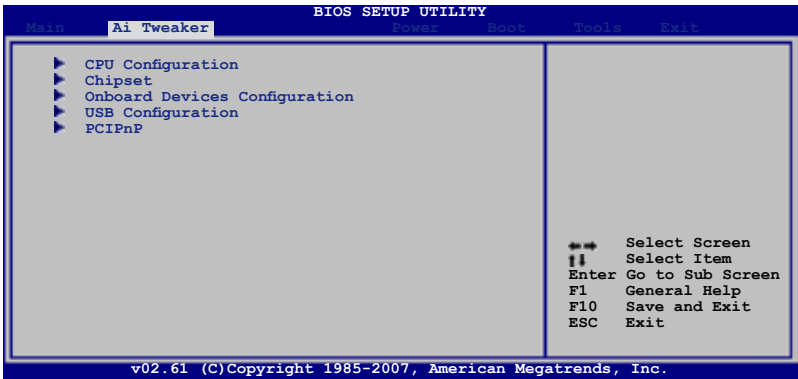 BIOS SETUP UTILITY
Main Ai Tweaker Power Boot Tools Exit
CPU Configuration
Chipset
Onboard Devices Configuration
USB Configuration
PCIPnP
Select Screen
Select Item
Enter Go to Sub Screen
F1 General Help
F10 Save and Exit
ESC Exit
v02.61 (C)Copyright 1985-2007, American Megatrends, Inc.